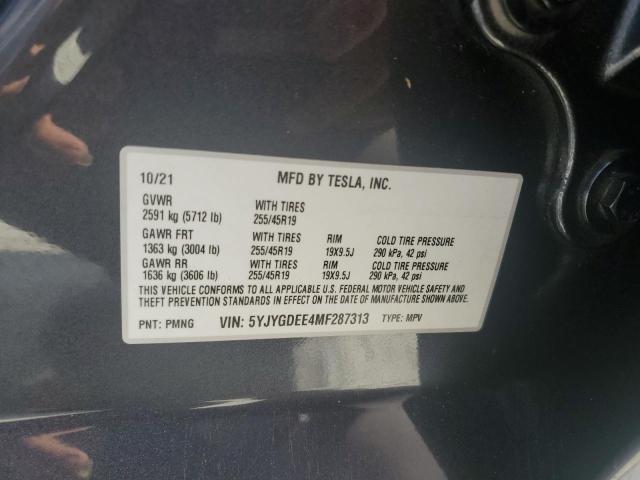 10/21 MFD BY TESLA, INC.
GVWR WITH TIRES
2591 kg (5712 lb) 255/45R19
GAWR FRT WITH TIRES RIM COLD TIRE PRESSURE
1363 kg (3004 lb) 255/45R19 19X9.5J 290 kPa, 42 psi
GAWR RR WITH TIRES RIM COLD TIRE PRESSURE
1636 kg (3606 lb) 255/45R19 19X9.5J 290 kPa, 42 psi
THIS VEHICLE CONFORMS TO ALL APPLICABLE U.S. FEDERAL MOTOR VEHICLE SAFETY AND
THEFT PREVENTION STANDARDS IN EFFECT ON THE DATE OF MANUFACTURE SHOWN ABOVE.
PNT: PMNG VIN: 5YJYGDEE4MF287313 TYPE: MPV